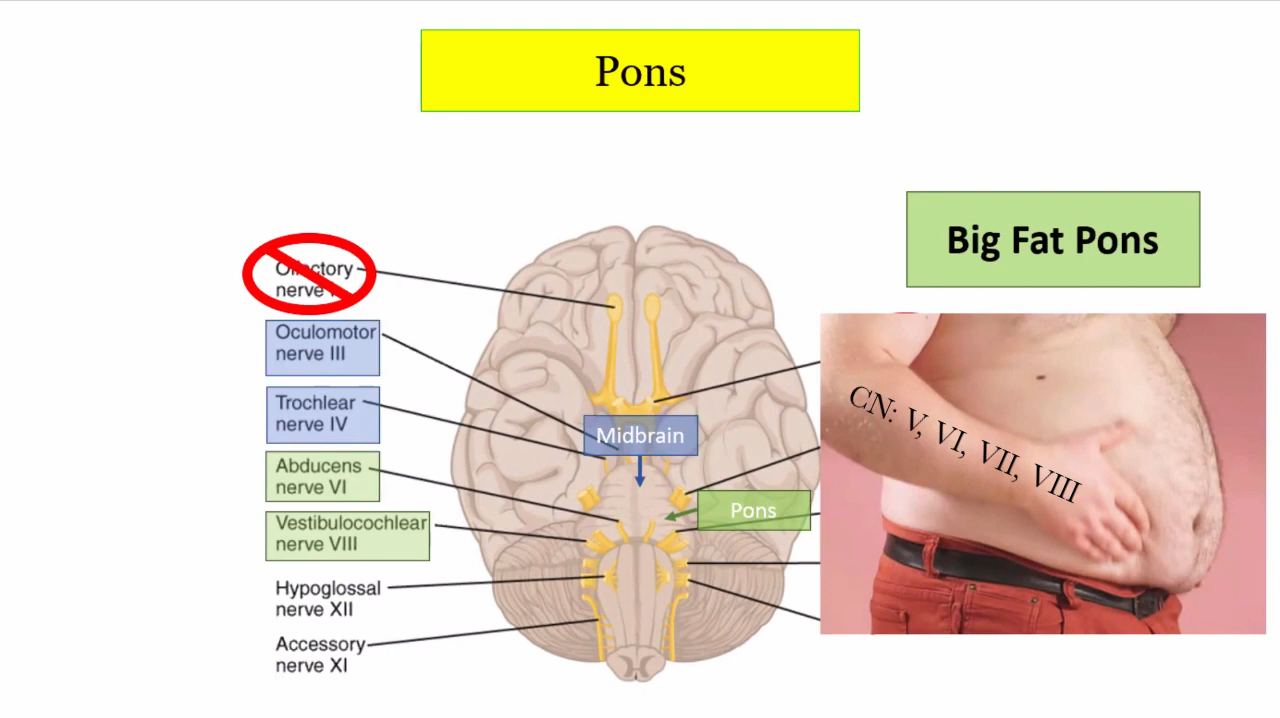 Pons
Big Fat Pons
Olfactory
nerve
Oculomotor
nerve III
Trochlear
nerve IV
Abducens
nerve VI
Vestibulocochlear
nerve VIII
Hypoglossal
nerve XII
Accessory
nerve XI
Midbrain
Pons
CN: V, VI, VII, VIII